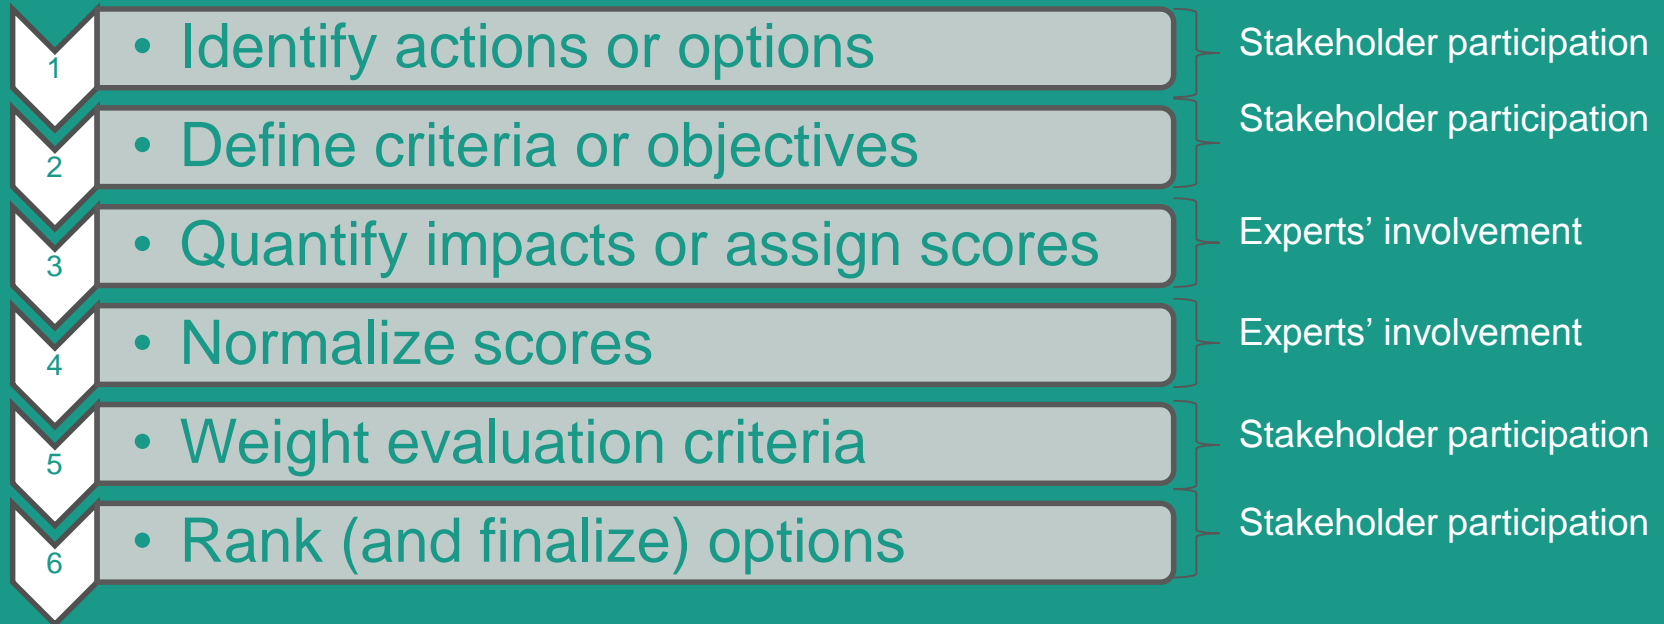 1 • Identify actions or options Stakeholder participation
2 • Define criteria or objectives Stakeholder participation
3 • Quantify impacts or assign scores Experts’ involvement
4 • Normalize scores Experts’ involvement
5 • Weight evaluation criteria Stakeholder participation
6 • Rank (and finalize) options Stakeholder participation